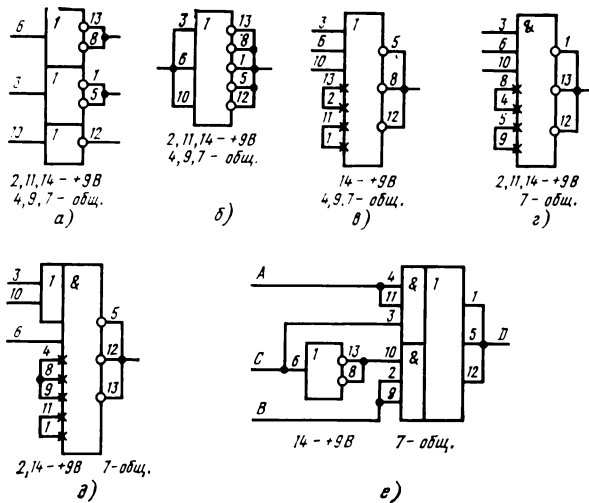 6 1 13 8
3 1 1 5
10 1 12
2,11,14 – +9В
4,9,7 – общ.
а)
3 6 10 1 13 8 1 5 12
2,11,14 – +9В
4,9,7 – общ.
б)
3 6 10 13 2 11 1 1 5 8 12
14 – +9В
4,9,7 – общ.
в)
3 6 10 8 4 5 9 & 1 13 12
2,11,14 – +9В
7 – общ.
г)
3 10 6 4 8 9 11 1 1 & 5 12 13
2,14 – +9В 7 – общ.
д)
A 4 11 & 1 1
3
C 6 1 13 8 10 & 5 D
2 12
B 9
14 – +9В 7 – общ.
е)